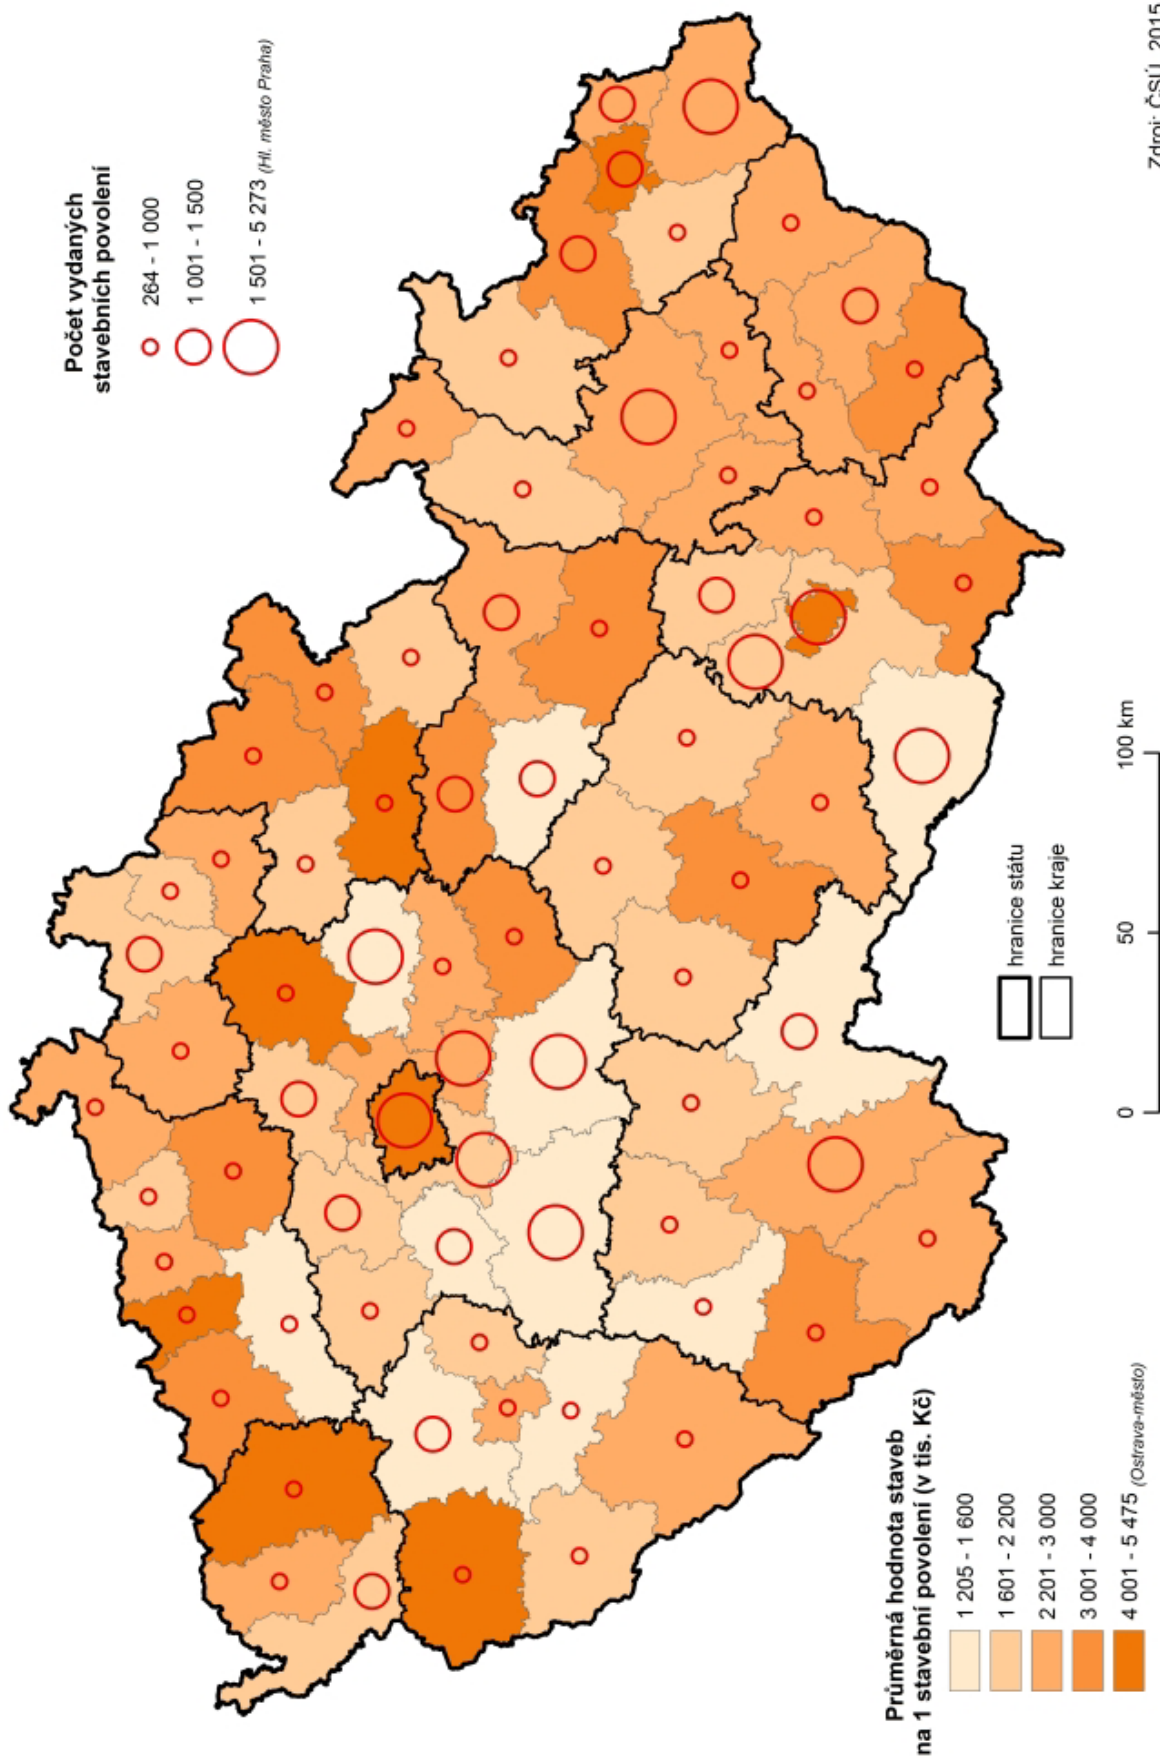 Počet vydaných
stavebních povolení
264 - 1 000
1 001 - 1 500
1 501 - 5 273 (Hl. město Praha)
Průměrná hodnota staveb
na 1 stavební povolení (v tis. Kč)
1 205 - 1 600
1 601 - 2 200
2 201 - 3 000
3 001 - 4 000
4 001 - 5 475 (Ostrava-město)
hranice státu
hranice kraje
0 50 100 km
Zdroj: ČSÚ, 2015